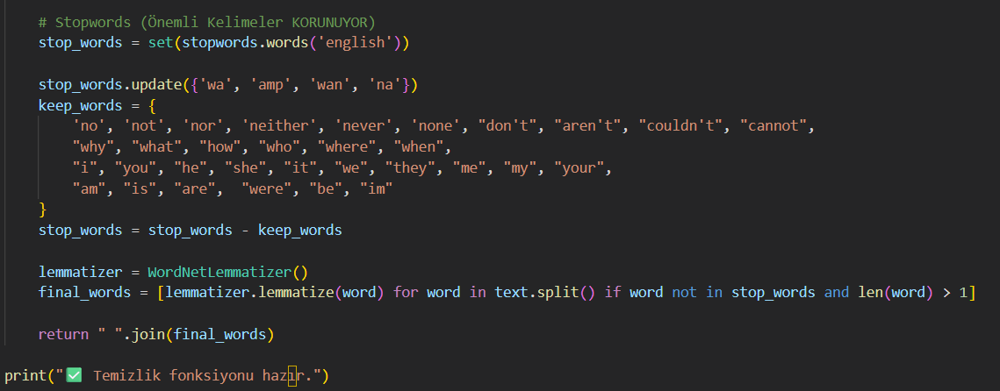 # Stopwords (Önemli Kelimeler KORUNUYOR)
stop_words = set(stopwords.words('english'))
stop_words.update({'wa', 'amp', 'wan', 'na'})
keep_words = {
'no', 'not', 'nor', 'neither', 'never', 'none', "don't", "aren't", "couldn't", "cannot",
"why", "what", "how", "who", "where", "when",
"i", "you", "he", "she", "it", "we", "they", "me", "my", "your",
"am", "is", "are",  "were", "be", "im"
}
stop_words = stop_words - keep_words
lemmatizer = WordNetLemmatizer()
final_words = [lemmatizer.lemmatize(word) for word in text.split() if word not in stop_words and len(word) > 1]
return " ".join(final_words)
print("✅ Temizlik fonksiyonu hazır.")